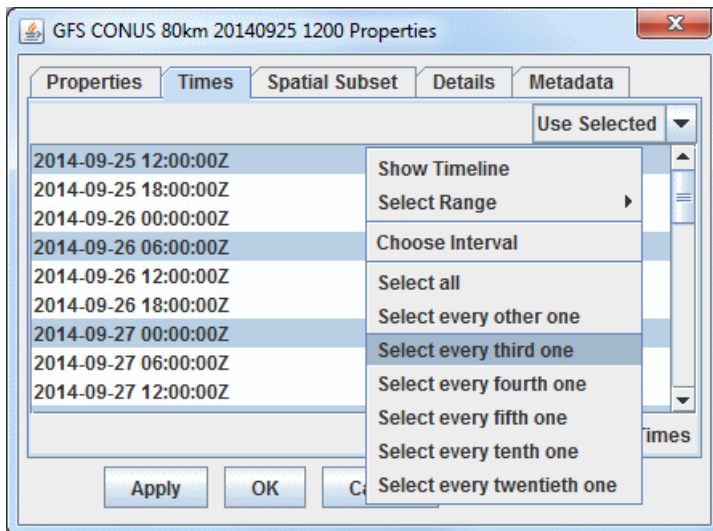 GFS CONUS 80km 20140925 1200 Properties
Properties Times Spatial Subset Details Metadata
Use Selected
2014-09-25 12:00:00Z
2014-09-25 18:00:00Z
2014-09-26 00:00:00Z
2014-09-26 06:00:00Z
2014-09-26 12:00:00Z
2014-09-26 18:00:00Z
2014-09-27 00:00:00Z
2014-09-27 06:00:00Z
2014-09-27 12:00:00Z
Show Timeline
Select Range
Choose Interval
Select all
Select every other one
Select every third one
Select every fourth one
Select every fifth one
Select every tenth one
Select every twentieth one
Times
Apply OK